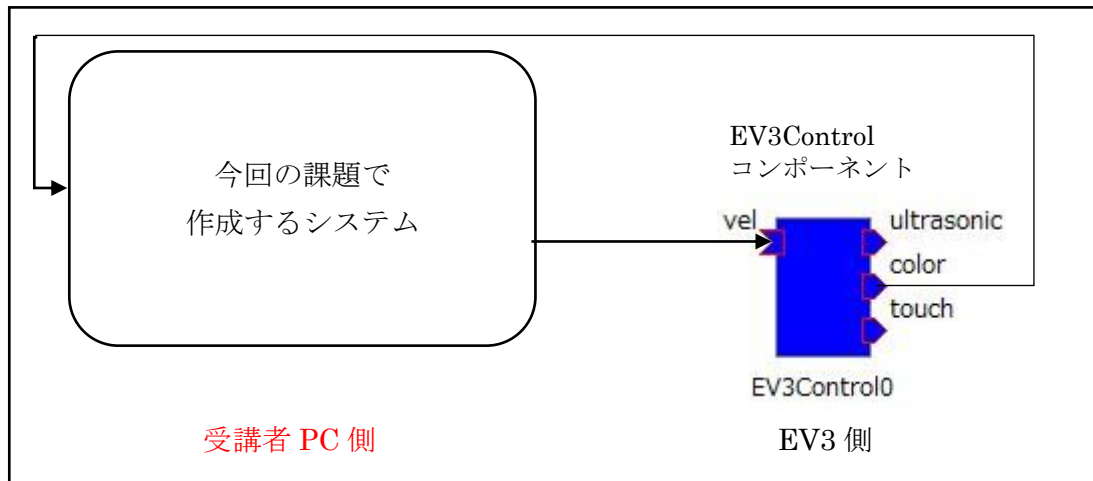 今回の課題で
作成するシステム
EV3Control
コンポーネント
vel
ultrasonic
color
touch
EV3Control0
受講者 PC 側
EV3 側